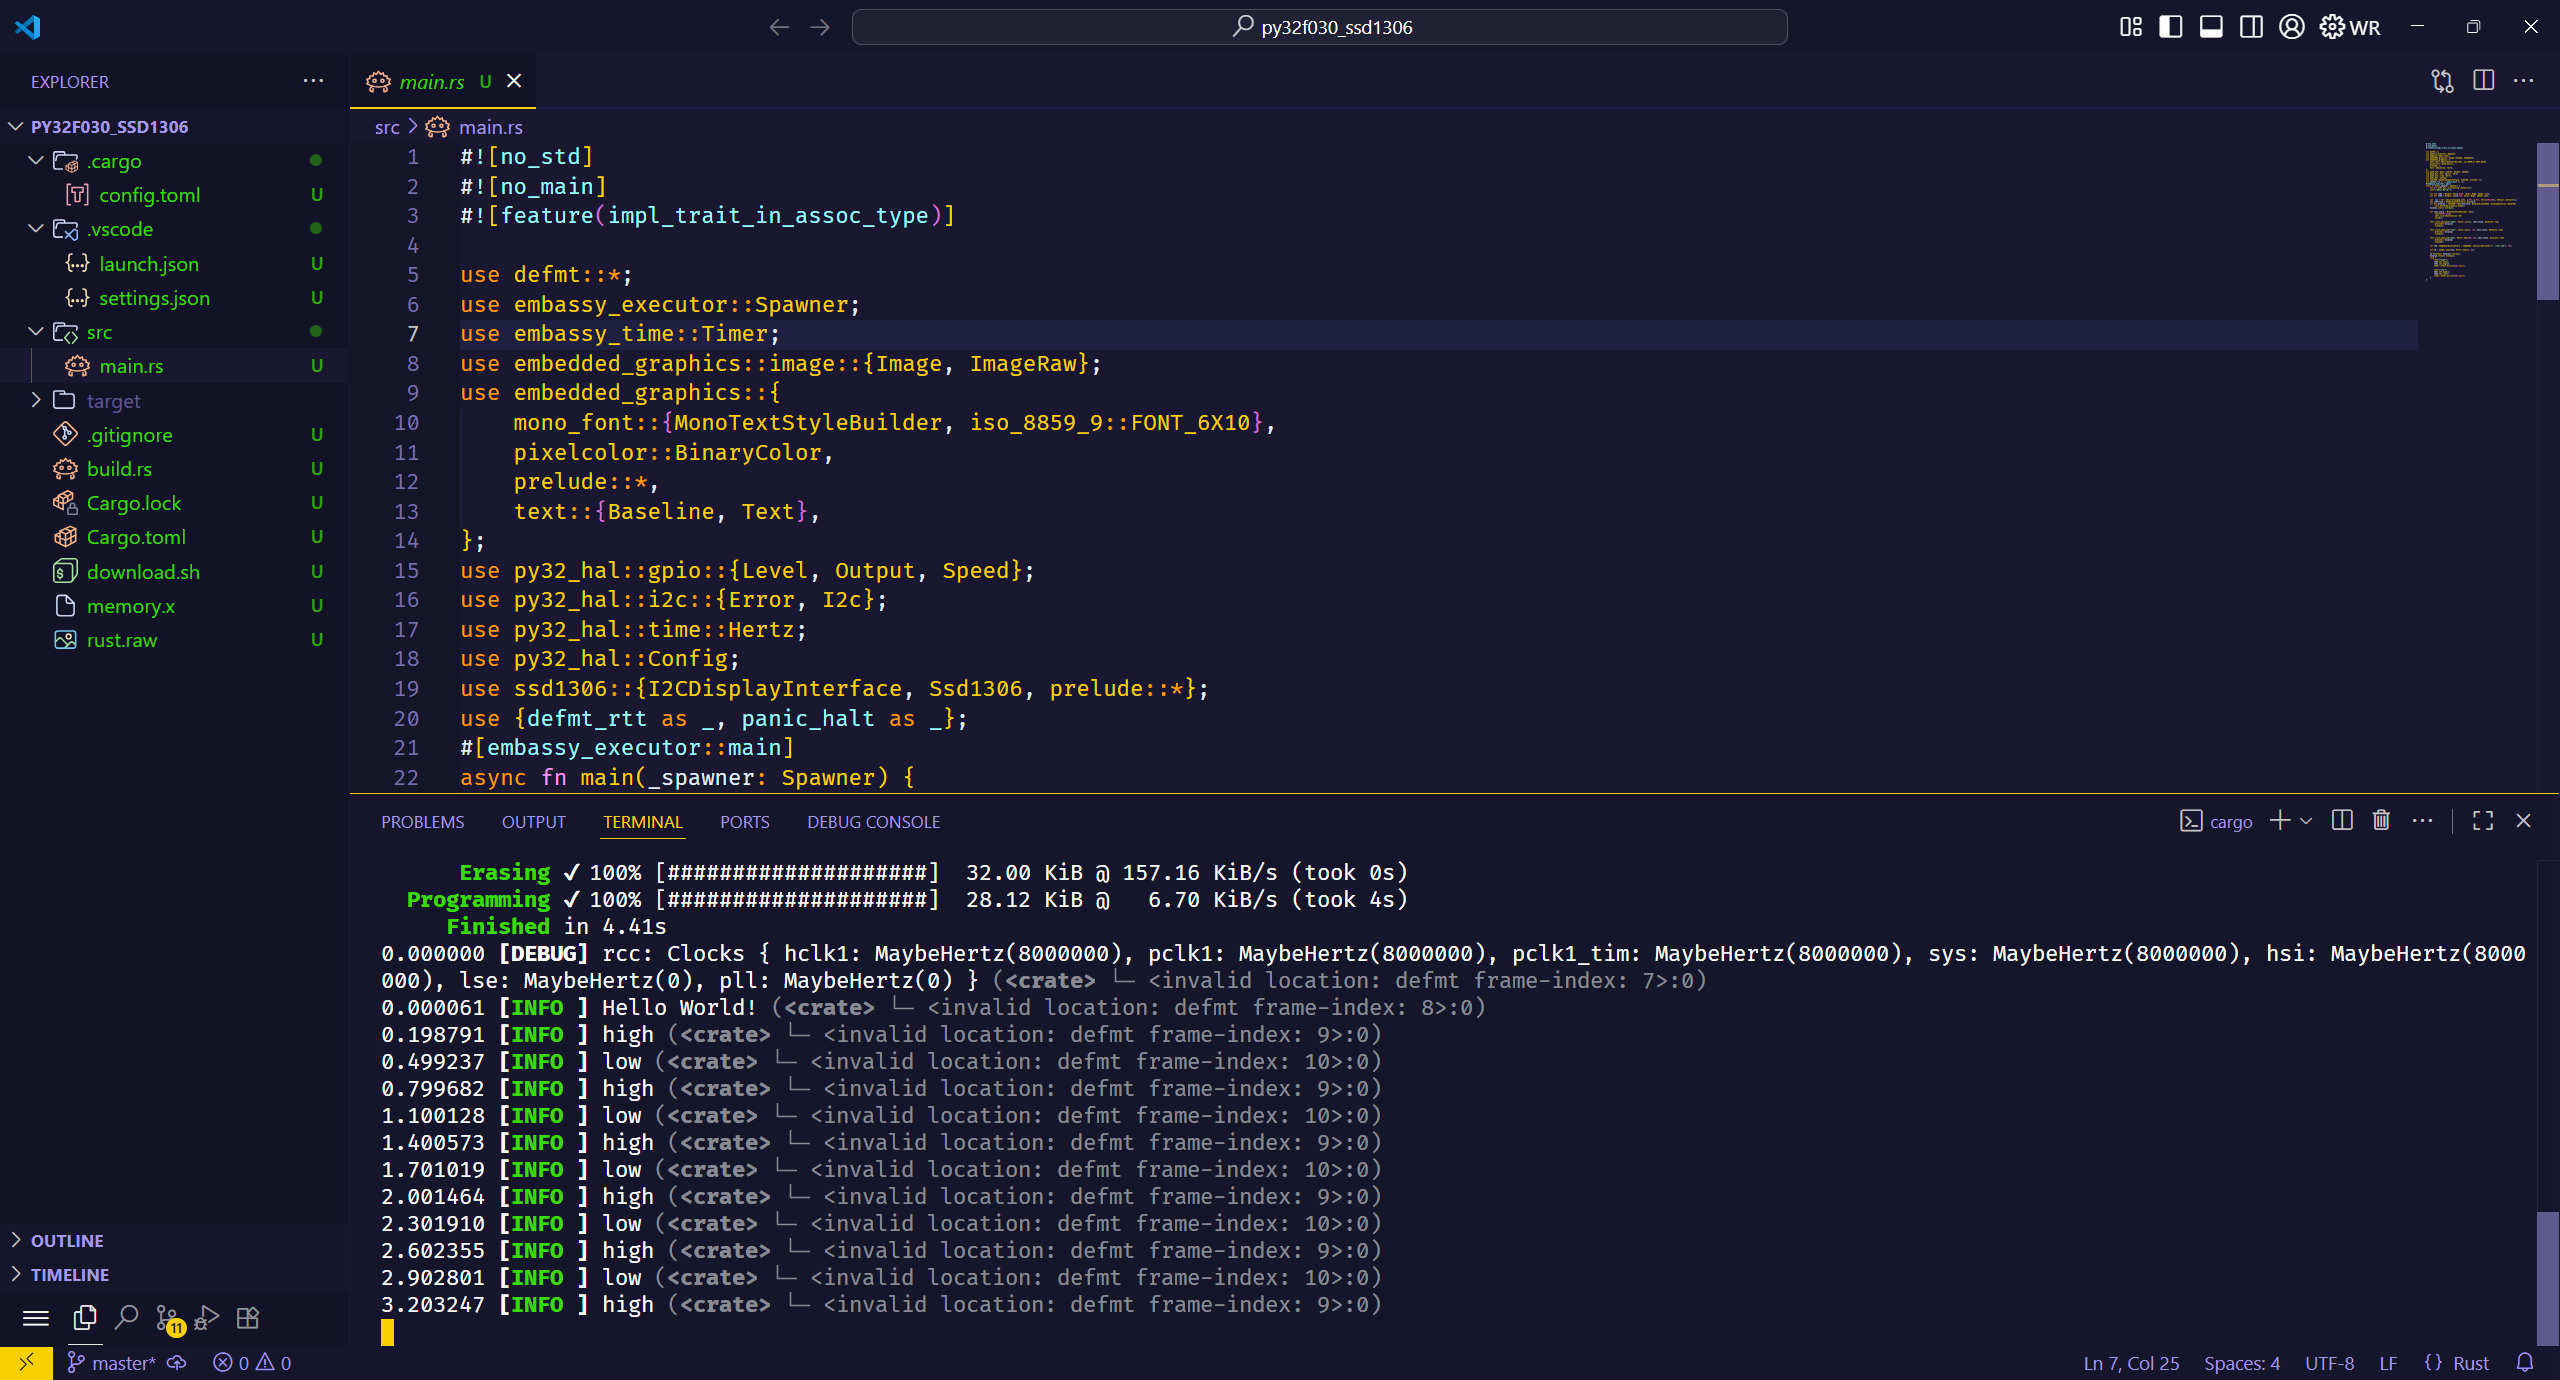 py32f030_ssd1306
WR
EXPLORER
main.rs U
PY32F030_SSD1306
.cargo
config.toml U
.vscode
launch.json U
settings.json U
src
main.rs U
target
.gitignore U
build.rs U
Cargo.lock U
Cargo.toml U
download.sh U
memory.x U
rust.raw U
OUTLINE
TIMELINE
src > main.rs
1 #![no_std]
2 #![no_main]
3 #![feature(impl_trait_in_assoc_type)]
4
5 use defmt::*;
6 use embassy_executor::Spawner;
7 use embassy_time::Timer;
8 use embedded_graphics::image::{Image, ImageRaw};
9 use embedded_graphics::{
10 mono_font::{MonoTextStyleBuilder, iso_8859_9::FONT_6X10},
11 pixelcolor::BinaryColor,
12 prelude::*,
13 text::{Baseline, Text},
14 };
15 use py32_hal::gpio::{Level, Output, Speed};
16 use py32_hal::i2c::{Error, I2c};
17 use py32_hal::time::Hertz;
18 use py32_hal::Config;
19 use ssd1306::{I2CDisplayInterface, Ssd1306, prelude::*};
20 use {defmt_rtt as _, panic_halt as _};
21 #[embassy_executor::main]
22 async fn main(_spawner: Spawner) {
PROBLEMS OUTPUT TERMINAL PORTS DEBUG CONSOLE
cargo
Erasing ✔ 100% [####################] 32.00 KiB @ 157.16 KiB/s (took 0s)
Programming ✔ 100% [####################] 28.12 KiB @ 6.70 KiB/s (took 4s)
Finished in 4.41s
0.000000 [DEBUG] rcc: Clocks { hclk1: MaybeHertz(8000000), pclk1: MaybeHertz(8000000), pclk1_tim: MaybeHertz(8000000), sys: MaybeHertz(8000000), hsi: MaybeHertz(8000
000), lse: MaybeHertz(0), pll: MaybeHertz(0) } (<crate> └─ <invalid location: defmt frame-index: 7>:0)
0.000061 [INFO ] Hello World! (<crate> └─ <invalid location: defmt frame-index: 8>:0)
0.198791 [INFO ] high (<crate> └─ <invalid location: defmt frame-index: 9>:0)
0.499237 [INFO ] low (<crate> └─ <invalid location: defmt frame-index: 10>:0)
0.799682 [INFO ] high (<crate> └─ <invalid location: defmt frame-index: 9>:0)
1.100128 [INFO ] low (<crate> └─ <invalid location: defmt frame-index: 10>:0)
1.400573 [INFO ] high (<crate> └─ <invalid location: defmt frame-index: 9>:0)
1.701019 [INFO ] low (<crate> └─ <invalid location: defmt frame-index: 10>:0)
2.001464 [INFO ] high (<crate> └─ <invalid location: defmt frame-index: 9>:0)
2.301910 [INFO ] low (<crate> └─ <invalid location: defmt frame-index: 10>:0)
2.602355 [INFO ] high (<crate> └─ <invalid location: defmt frame-index: 9>:0)
2.902801 [INFO ] low (<crate> └─ <invalid location: defmt frame-index: 10>:0)
3.203247 [INFO ] high (<crate> └─ <invalid location: defmt frame-index: 9>:0)
11
master* 0 0
Ln 7, Col 25 Spaces: 4 UTF-8 LF {} Rust